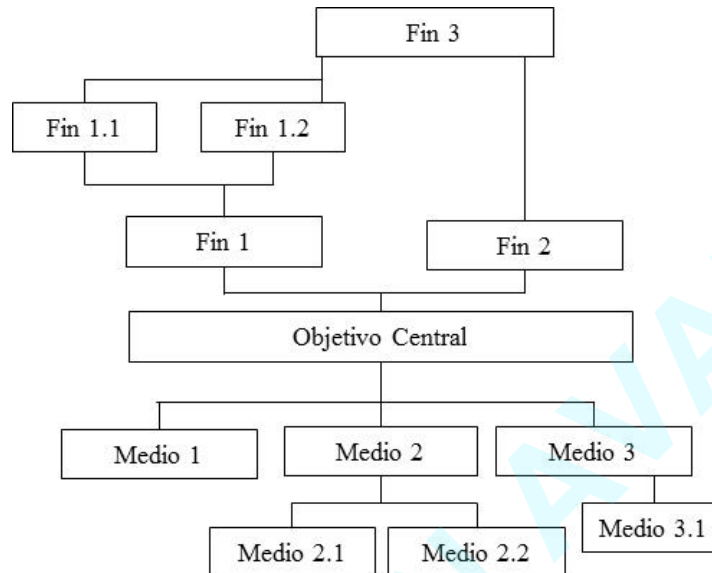 Fin 3
Fin 1.1
Fin 1.2
Fin 1
Fin 2
Objetivo Central
Medio 1
Medio 2
Medio 3
Medio 2.1
Medio 2.2
Medio 3.1